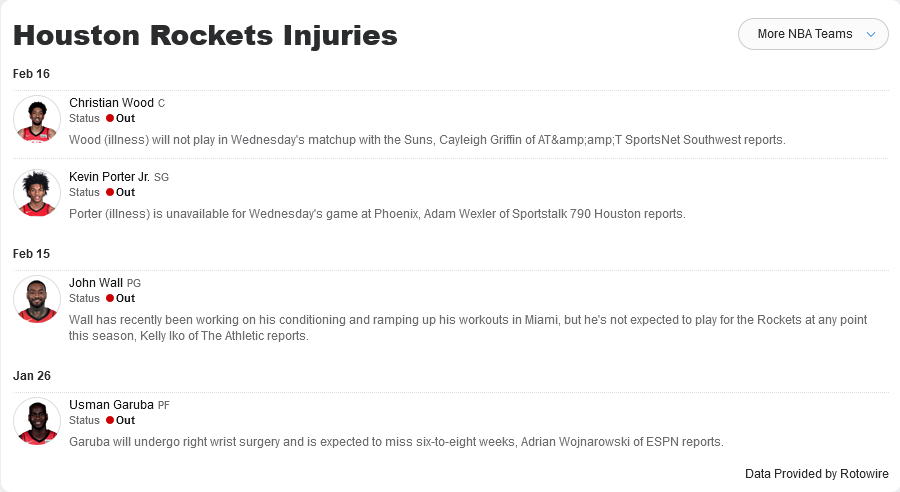 Houston Rockets Injuries
More NBA Teams
Feb 16
Christian Wood C
Status Out
Wood (illness) will not play in Wednesday's matchup with the Suns, Cayleigh Griffin of AT&amp;amp;T SportsNet Southwest reports.
Kevin Porter Jr. SG
Status Out
Porter (illness) is unavailable for Wednesday's game at Phoenix, Adam Wexler of Sportstalk 790 Houston reports.
Feb 15
John Wall PG
Status Out
Wall has recently been working on his conditioning and ramping up his workouts in Miami, but he's not expected to play for the Rockets at any point
this season, Kelly Iko of The Athletic reports.
Jan 26
Usman Garuba PF
Status Out
Garuba will undergo right wrist surgery and is expected to miss six-to-eight weeks, Adrian Wojnarowski of ESPN reports.
Data Provided by Rotowire